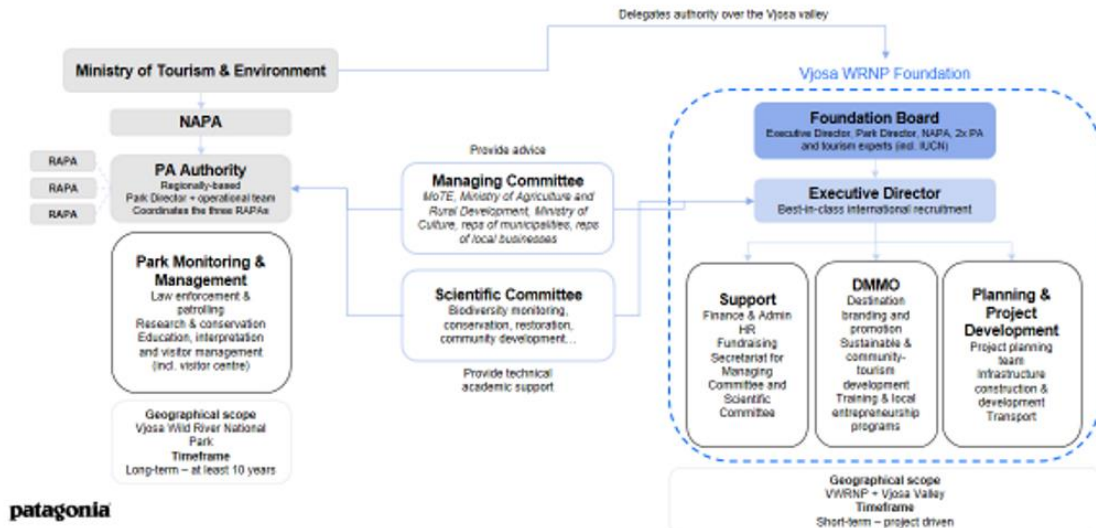 Delegates authority over the Vjosa valley
Ministry of Tourism & Environment
NAPA
RAPA
RAPA
RAPA
PA Authority
Regionally-based
Park Director + operational team
Coordinates the three RAPAs
Park Monitoring &
Management
Law enforcement &
patrolling
Research & conservation
Education, interpretation
and visitor management
(incl. visitor centre)
Geographical scope
Vjosa Wild River National
Park
Timeframe
Long-term – at least 10 years
Provide advice
Managing Committee
MoTE, Ministry of Agriculture and
Rural Development, Ministry of
Culture, reps of municipalities, reps
of local businesses
Scientific Committee
Biodiversity monitoring,
conservation, restoration,
community development…
Provide technical
academic support
Vjosa WRNP Foundation
Foundation Board
Executive Director, Park Director, NAPA, 2x PA
and tourism experts (incl. IUCN)
Executive Director
Best-in-class international recruitment
Support
Finance & Admin
HR
Fundraising
Secretariat for
Managing
Committee and
Scientific
Committee
DMMO
Destination
branding and
promotion
Sustainable &
community-
tourism
development
Training & local
entrepreneurship
programs
Planning &
Project
Development
Project planning
team
Infrastructure
construction &
development
Transport
Geographical scope
VWRNP + Vjosa Valley
Timeframe
Short-term – project driven
patagonia